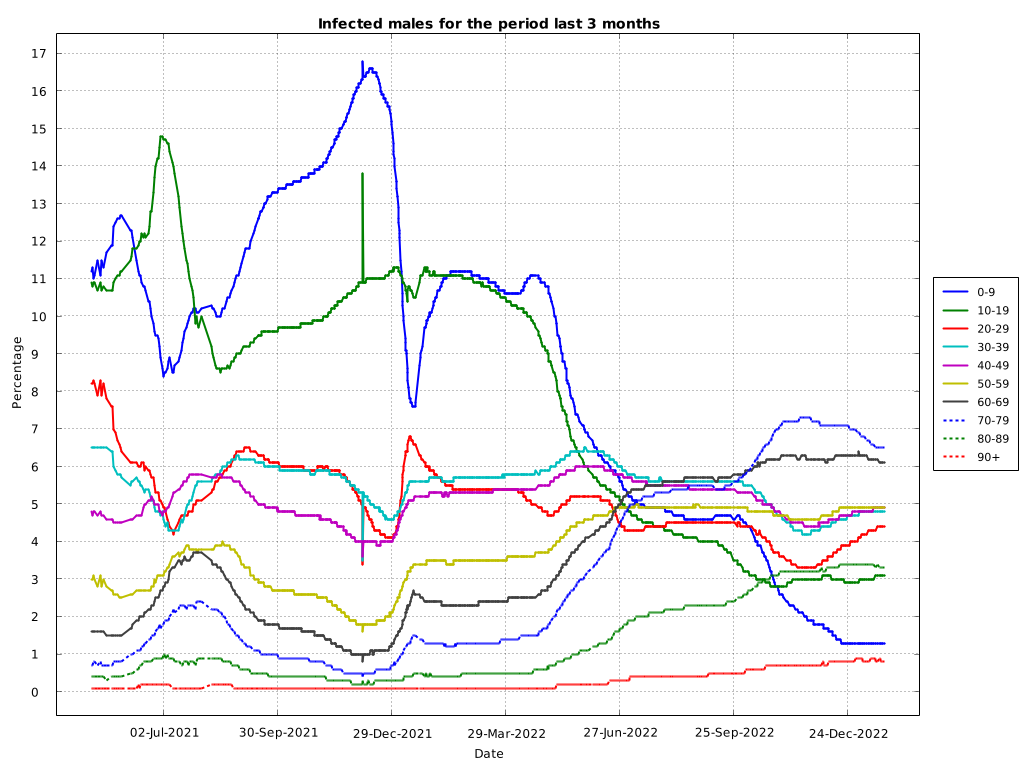 Infected males for the period last 3 months
Percentage
17
16
15
14
13
12
11
10
9
8
7
6
5
4
3
2
1
0
02-Jul-2021
30-Sep-2021
29-Dec-2021
29-Mar-2022
27-Jun-2022
25-Sep-2022
24-Dec-2022
Date
0-9
10-19
20-29
30-39
40-49
50-59
60-69
70-79
80-89
90+